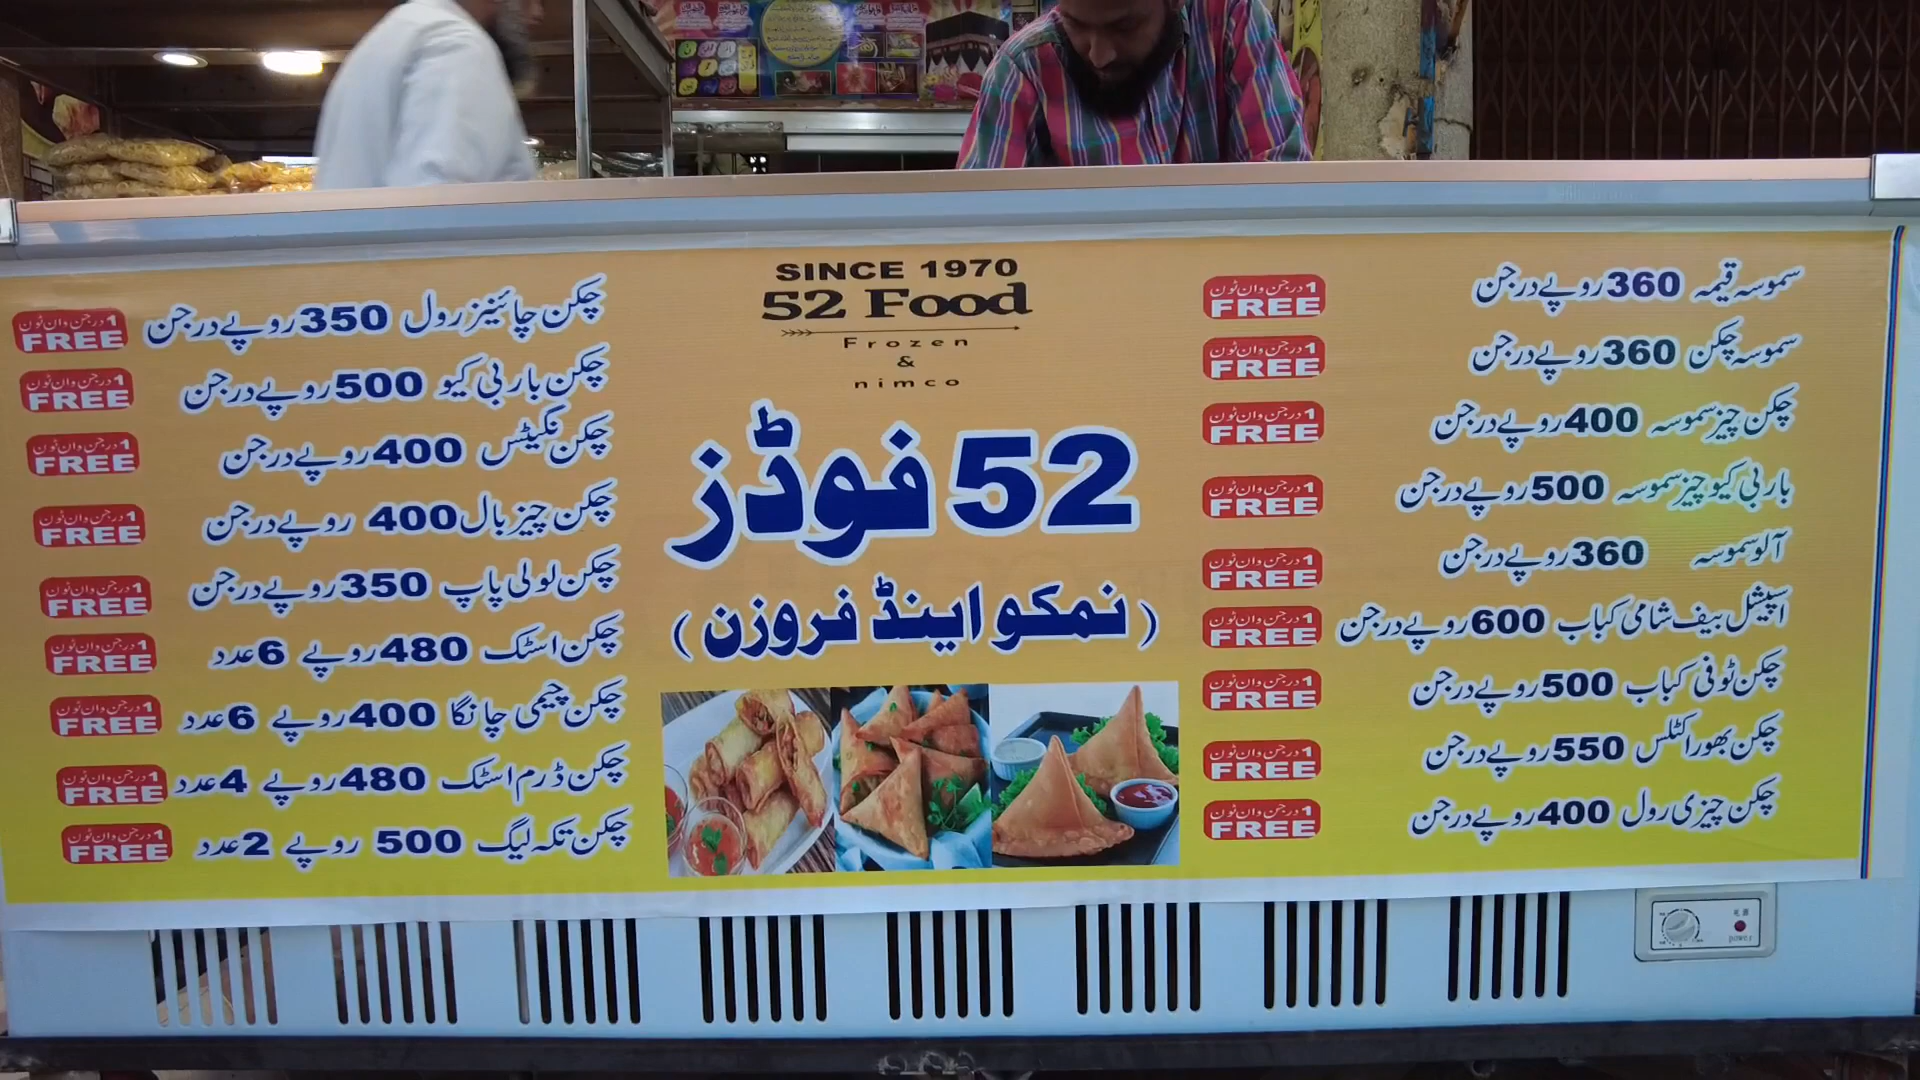 SINCE 1970
52 Food
Frozen
&
nimco
52 فوڈز
(نمکو اینڈ فروزن)
سموسہ قیمہ 360 روپے درجن
1 درجن وان ٹون FREE
سموسہ چکن 360 روپے درجن
1 درجن وان ٹون FREE
چکن چیز سموسہ 400 روپے درجن
1 درجن وان ٹون FREE
باربی کیو چیز سموسہ 500 روپے درجن
1 درجن وان ٹون FREE
آلو سموسہ 360 روپے درجن
1 درجن وان ٹون FREE
اسپیشل بیف شامی کباب 600 روپے درجن
1 درجن وان ٹون FREE
چکن ٹوفی کباب 500 روپے درجن
1 درجن وان ٹون FREE
چکن بھورا کٹلس 550 روپے درجن
1 درجن وان ٹون FREE
چکن چیزی رول 400 روپے درجن
1 درجن وان ٹون FREE
چکن چائینز رول 350 روپے درجن
1 درجن وان ٹون FREE
چکن باربی کیو 500 روپے درجن
1 درجن وان ٹون FREE
چکن نگیٹس 400 روپے درجن
1 درجن وان ٹون FREE
چکن چیز بال 400 روپے درجن
1 درجن وان ٹون FREE
چکن لولی پاپ 350 روپے درجن
1 درجن وان ٹون FREE
چکن اسٹک 480 روپے 6 عدد
1 درجن وان ٹون FREE
چکن چیمی چانگا 400 روپے 6 عدد
1 درجن وان ٹون FREE
چکن ڈرم اسٹک 480 روپے 4 عدد
1 درجن وان ٹون FREE
چکن تکہ لیگ 500 روپے 2 عدد
1 درجن وان ٹون FREE
power